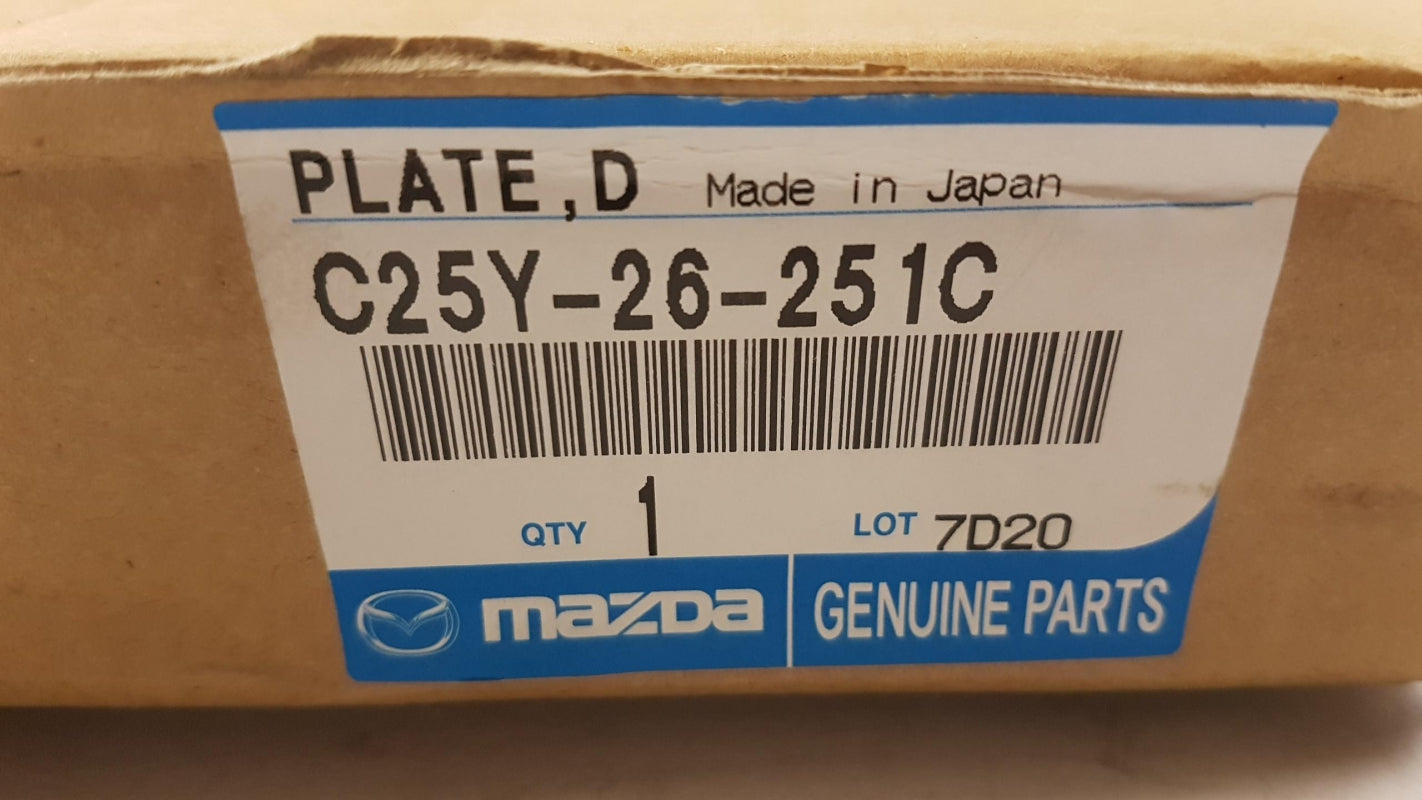 PLATE,D Made in Japan
C25Y-26-251C
QTY 1 LOT 7D20
mazda GENUINE PARTS